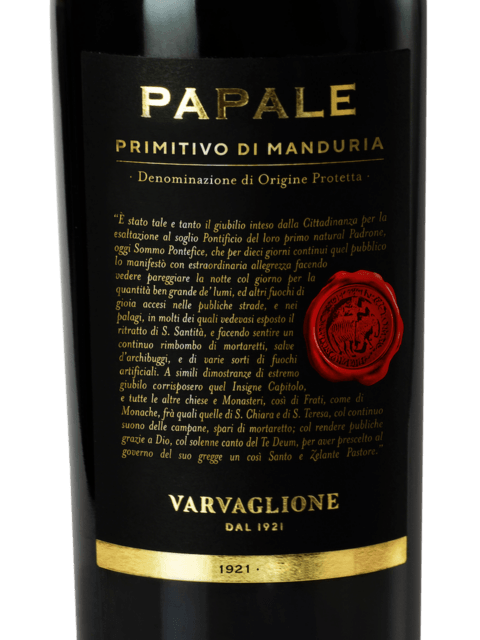 PAPALE
PRIMITIVO DI MANDURIA
· Denominazione di Origine Protetta ·
"È stato tale e tanto il giubilio inteso dalla Cittadinanza per la
esaltazione al soglio Pontificio del loro primo natural Padrone,
oggi Sommo Pontefice, che per dieci giorni continui quel pubblico
lo manifestò con estraordinaria allegrezza facendo
vedere pareggiare la notte col giorno per la
quantità ben grande de' lumi, ed altri fuochi di
gioia accesi nelle publiche strade, e nei
palagi, in molti dei quali vedevasi esposto il
ritratto di S. Santità, e facendo sentire un
continuo rimbombo di mortaretti, salve
d'archibuggi, e di varie sorti di fuochi
artificiali. A simili dimostranze di estremo
giubilo corrisposero quel Insigne Capitolo,
e tutte le altre chiese e Monasteri, così di Frati, come di
Monache, frà quali quelle di S. Chiara e di S. Teresa, col continuo
suono delle campane, spari di mortaretto; col rendere publiche
grazie a Dio, col solenne canto del Te Deum, per aver prescelto al
governo del suo gregge un così Santo e Zelante Pastore."
VARVAGLIONE
DAL 1921
1921 ·